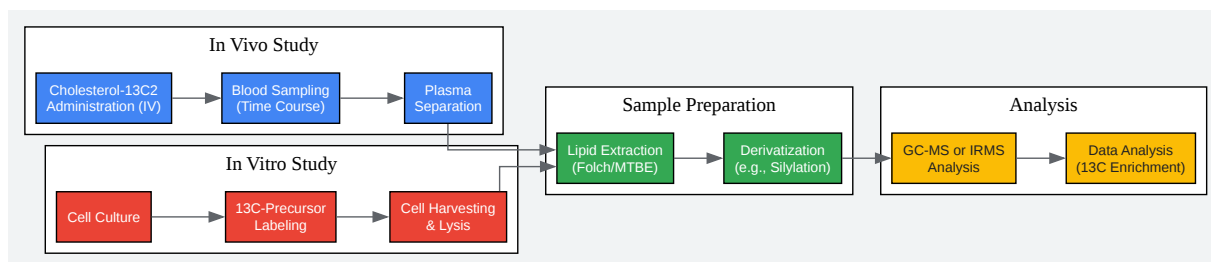 In Vivo Study
Cholesterol-13C2
Administration (IV)
Blood Sampling
(Time Course)
Plasma
Separation
In Vitro Study
Cell Culture
13C-Precursor
Labeling
Cell Harvesting
& Lysis
Sample Preparation
Lipid Extraction
(Folch/MTBE)
Derivatization
(e.g., Silylation)
Analysis
GC-MS or IRMS
Analysis
Data Analysis
(13C Enrichment)